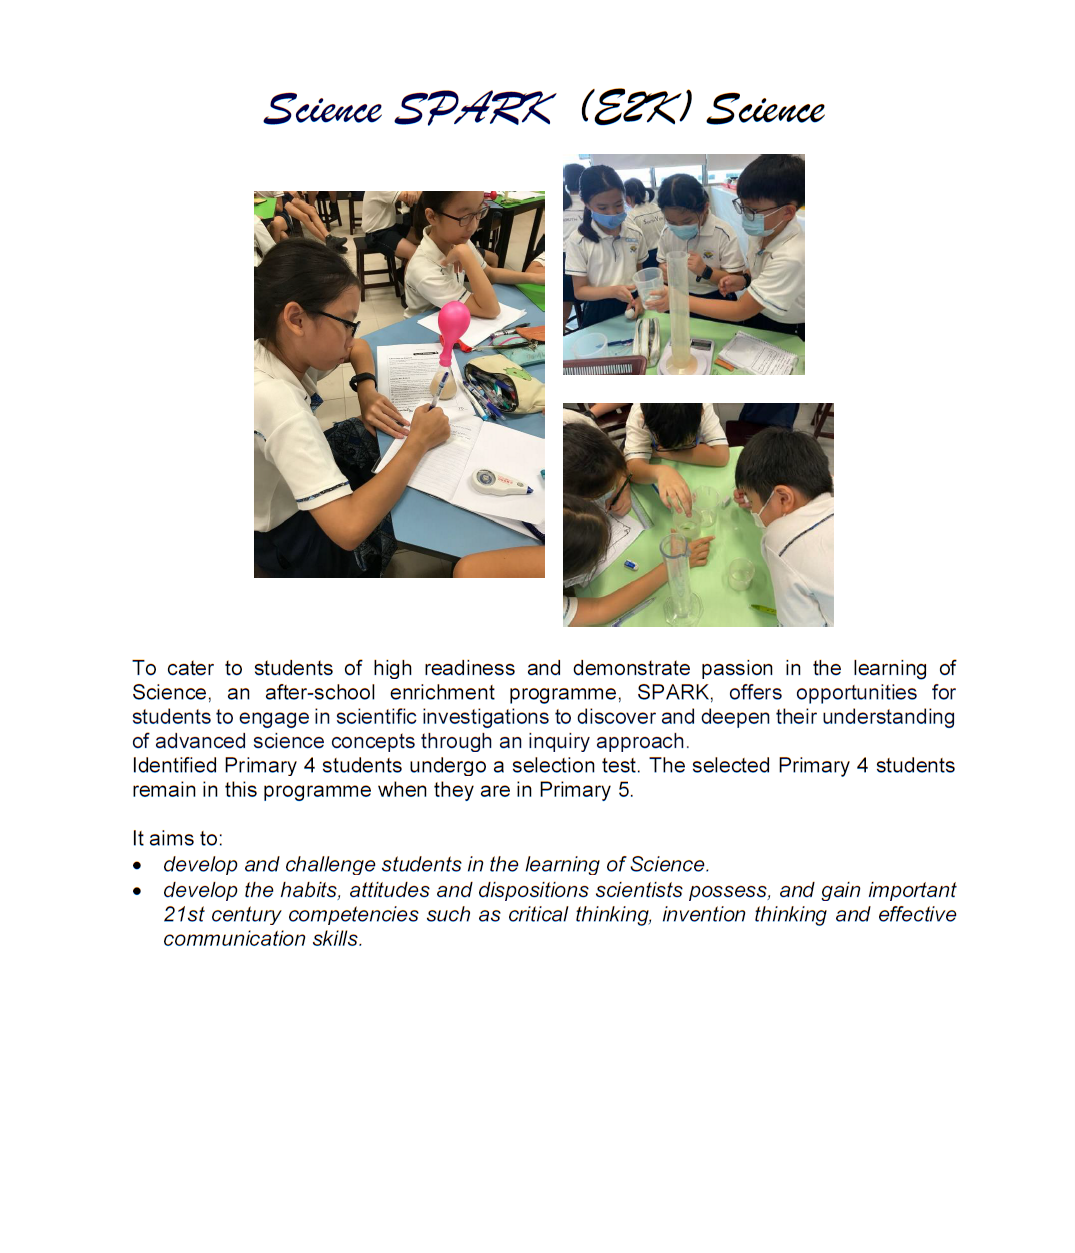 Science SPARK (E2K) Science
To cater to students of high readiness and demonstrate passion in the learning of
Science, an after-school enrichment programme, SPARK, offers opportunities for
students to engage in scientific investigations to discover and deepen their understanding
of advanced science concepts through an inquiry approach.
Identified Primary 4 students undergo a selection test. The selected Primary 4 students
remain in this programme when they are in Primary 5.
It aims to:
• develop and challenge students in the learning of Science.
• develop the habits, attitudes and dispositions scientists possess, and gain important
21st century competencies such as critical thinking, invention thinking and effective
communication skills.